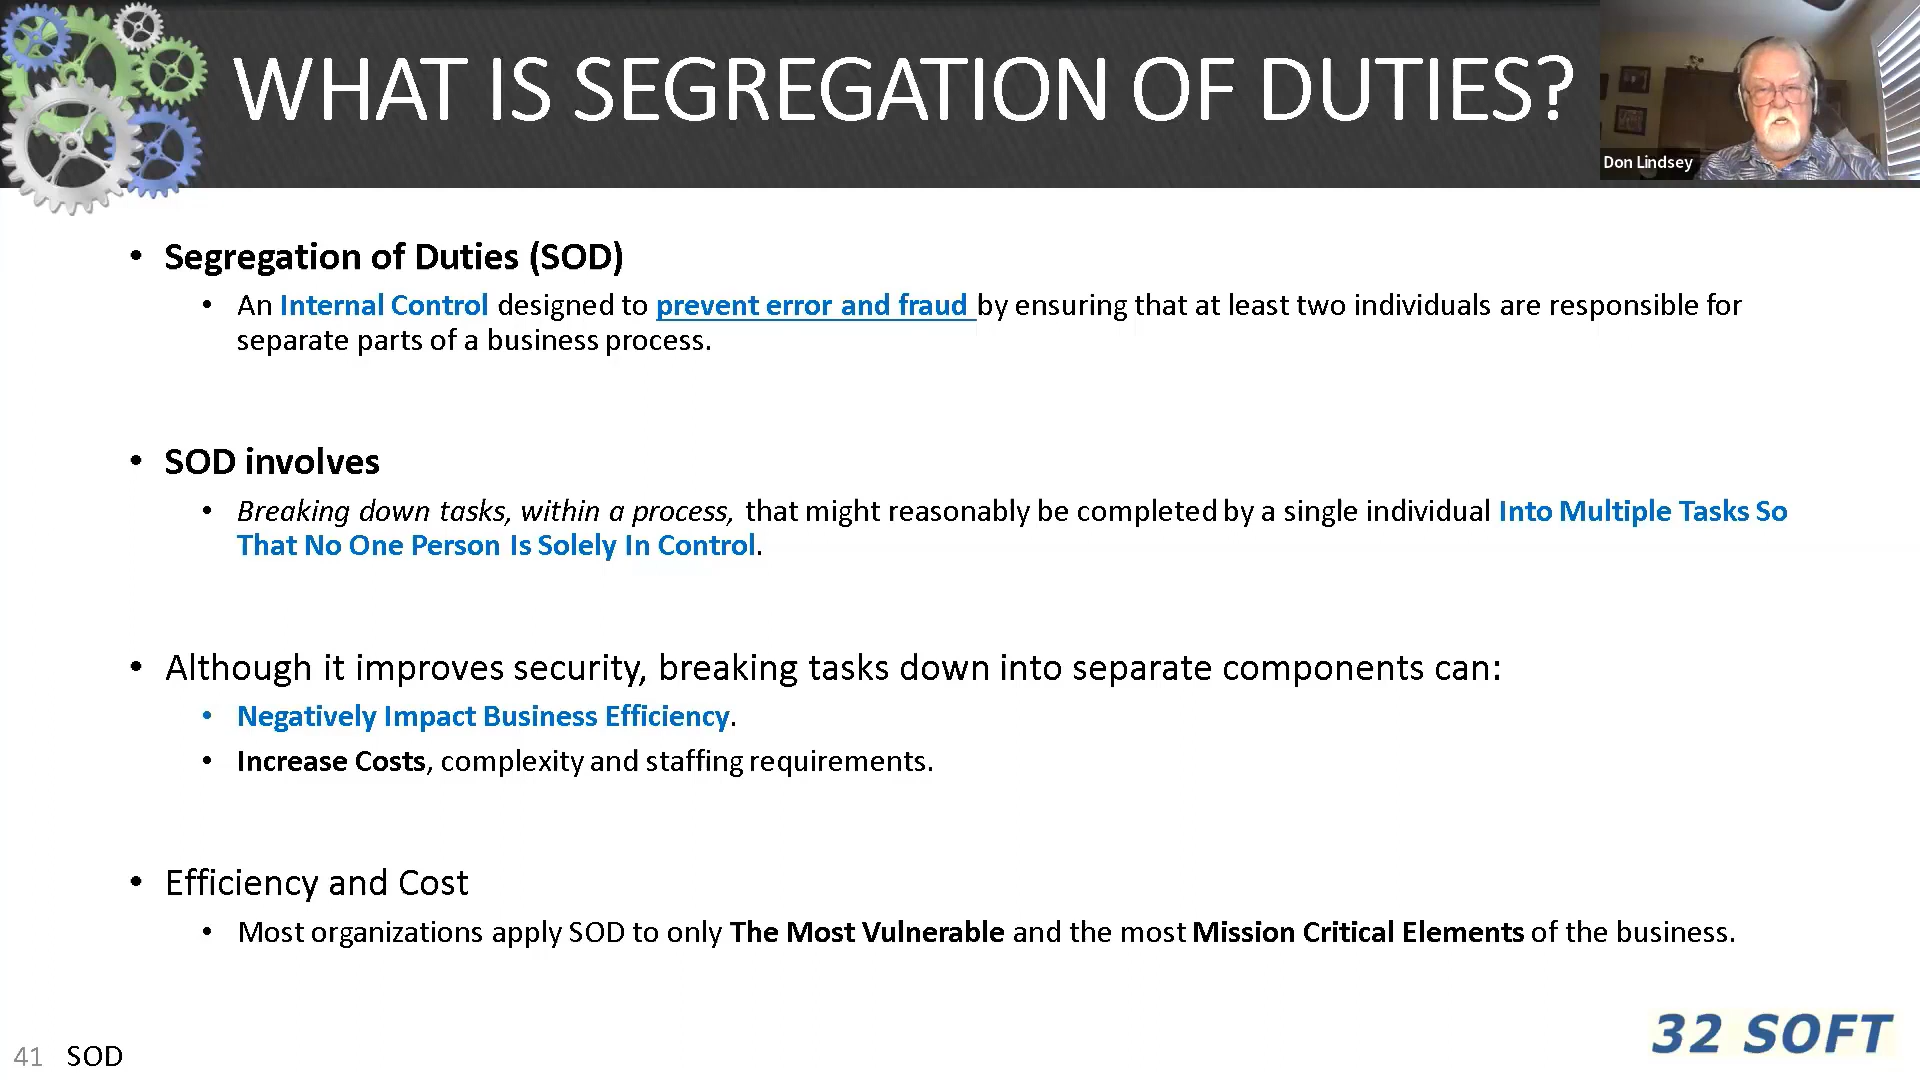 WHAT IS SEGREGATION OF DUTIES?
Don Lindsey
• Segregation of Duties (SOD)
• An Internal Control designed to prevent error and fraud by ensuring that at least two individuals are responsible for
separate parts of a business process.
• SOD involves
• Breaking down tasks, within a process, that might reasonably be completed by a single individual Into Multiple Tasks So
That No One Person Is Solely In Control.
• Although it improves security, breaking tasks down into separate components can:
• Negatively Impact Business Efficiency.
• Increase Costs, complexity and staffing requirements.
• Efficiency and Cost
• Most organizations apply SOD to only The Most Vulnerable and the most Mission Critical Elements of the business.
32 SOFT
41 SOD